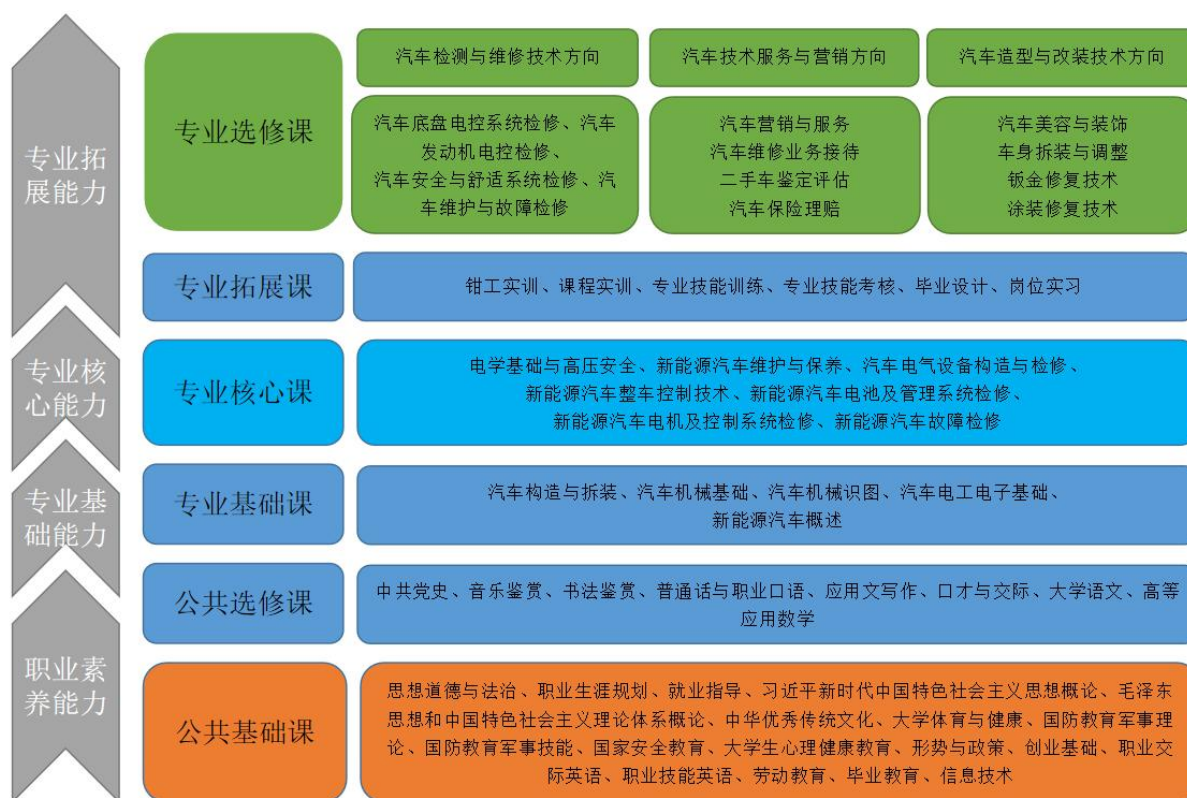 专业拓
展能力
专业核
心能力
专业基
础能力
职业素
养能力
专业选修课
汽车检测与维修技术方向
汽车技术服务与营销方向
汽车造型与改装技术方向
汽车底盘电控系统检修、汽车
发动机电控检修、
汽车安全与舒适系统检修、汽
车维护与故障检修
汽车营销与服务
汽车维修业务接待
二手车鉴定评估
汽车保险理赔
汽车美容与装饰
车身拆装与调整
钣金修复技术
涂装修复技术
专业拓展课
钳工实训、课程实训、专业技能训练、专业技能考核、毕业设计、岗位实习
专业核心课
电学基础与高压安全、新能源汽车维护与保养、汽车电气设备构造与检修、
新能源汽车整车控制技术、新能源汽车电池及管理系统检修、
新能源汽车电机及控制系统检修、新能源汽车故障检修
专业基础课
汽车构造与拆装、汽车机械基础、汽车机械识图、汽车电工电子基础、
新能源汽车概述
公共选修课
中共党史、音乐鉴赏、书法鉴赏、普通话与职业口语、应用文写作、口才与交际、大学语文、高等
应用数学
公共基础课
思想道德与法治、职业生涯规划、就业指导、习近平新时代中国特色社会主义思想概论、毛泽东
思想和中国特色社会主义理论体系概论、中华优秀传统文化、大学体育与健康、国防教育军事理
论、国防教育军事技能、国家安全教育、大学生心理健康教育、形势与政策、创业基础、职业交
际英语、职业技能英语、劳动教育、毕业教育、信息技术